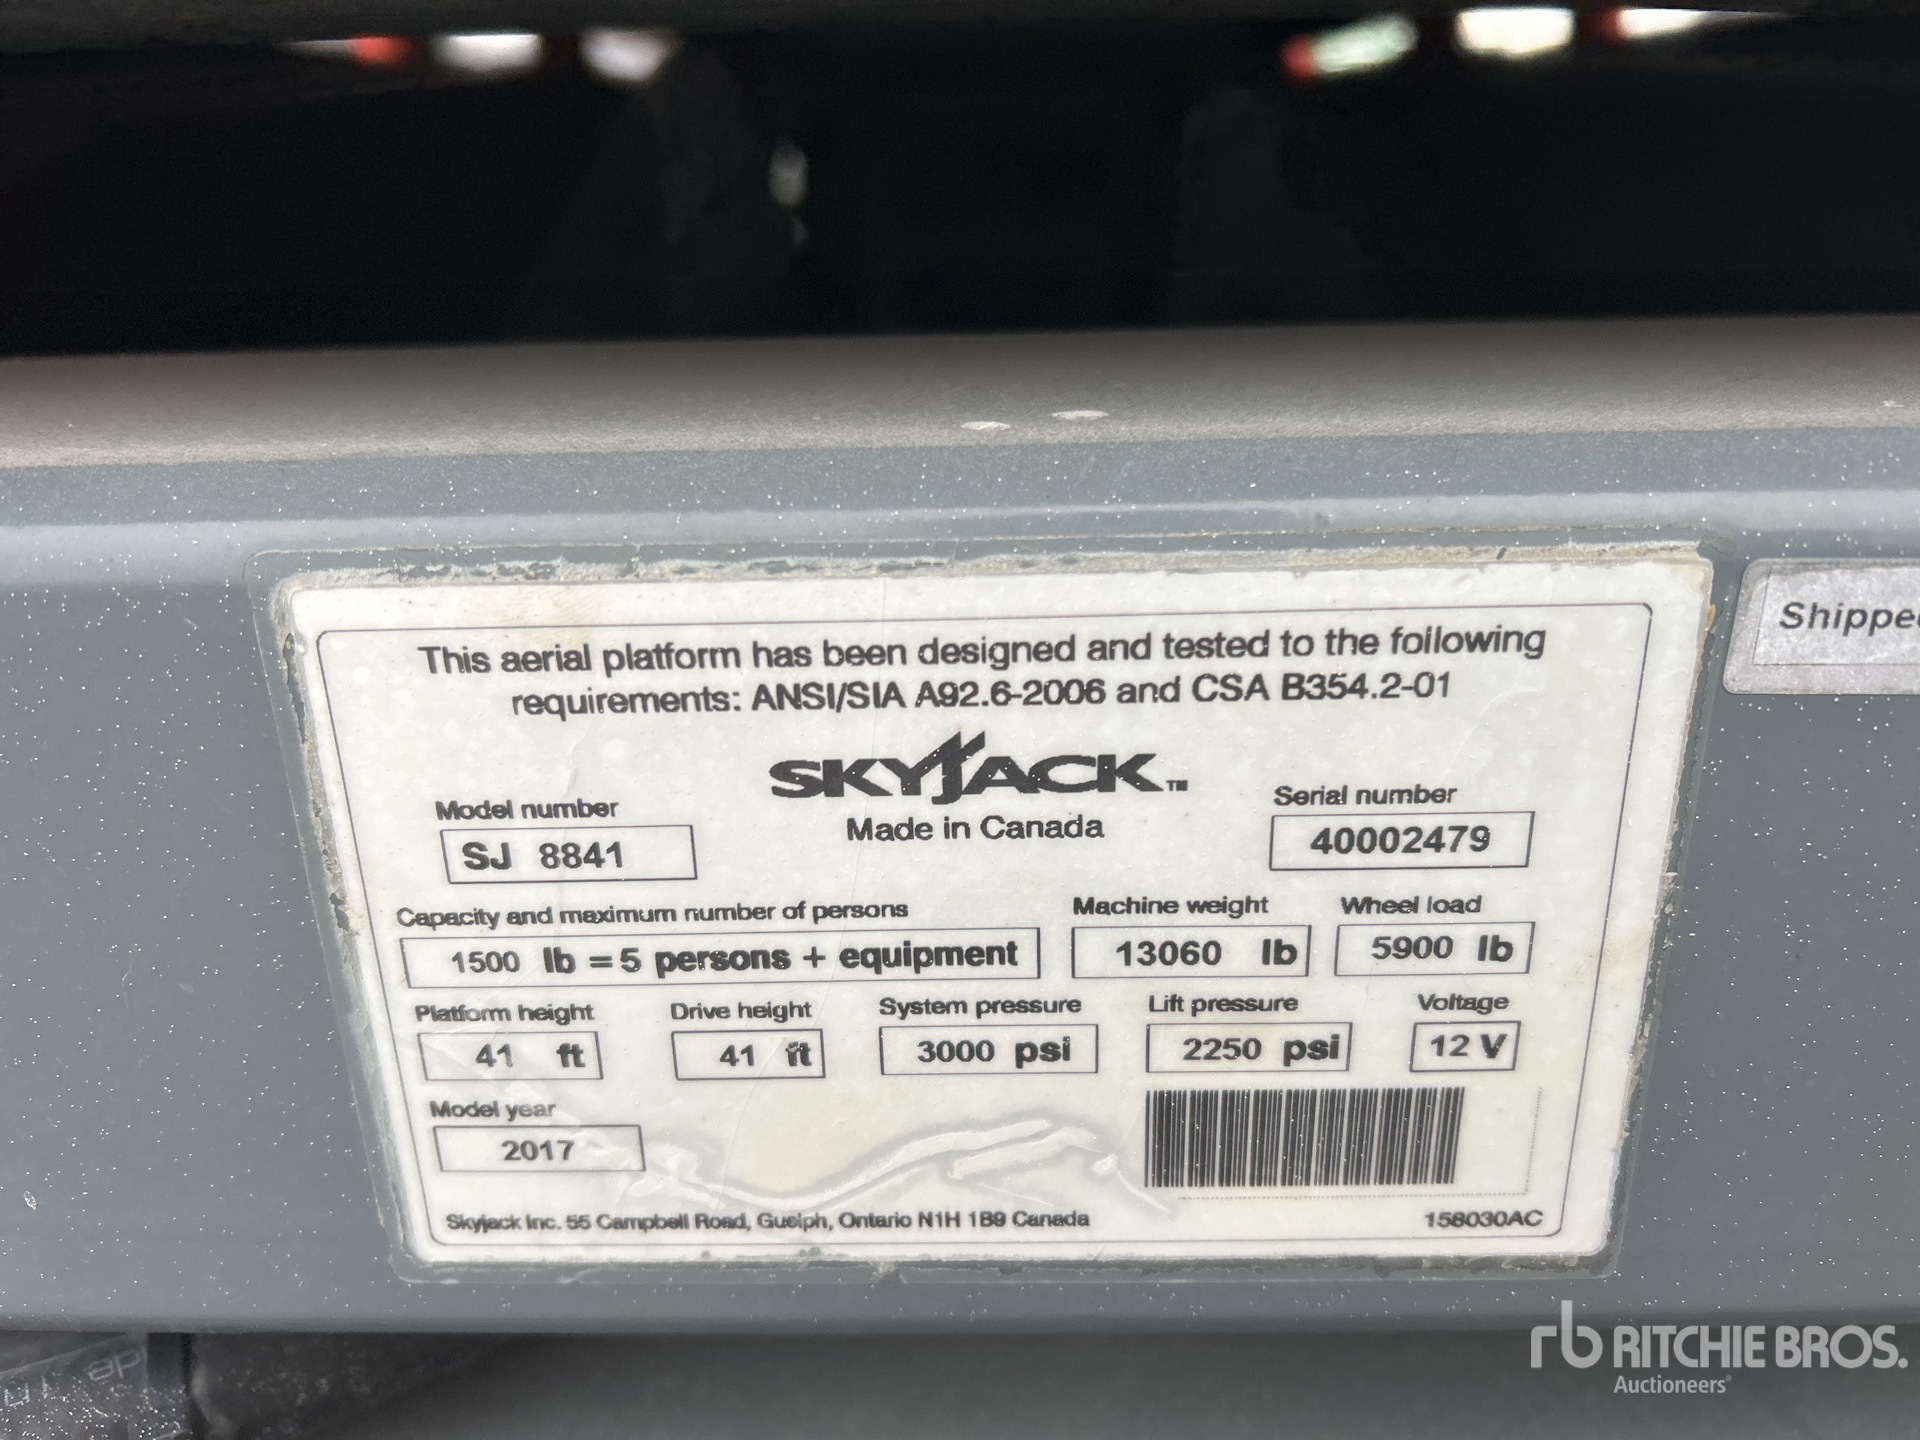 This aerial platform has been designed and tested to the following
requirements: ANSI/SIA A92.6-2006 and CSA B354.2-01
SKYJACK™
Made in Canada
Model number
SJ 8841
Serial number
40002479
Capacity and maximum number of persons
1500 lb = 5 persons + equipment
Machine weight
13060 lb
Wheel load
5900 lb
Platform height
41 ft
Drive height
41 ft
System pressure
3000 psi
Lift pressure
2250 psi
Voltage
12 V
Model year
2017
Skyjack Inc. 55 Campbell Road, Guelph, Ontario N1H 1B9 Canada
158030AC
Shipped
rb RITCHIE BROS.
Auctioneers®